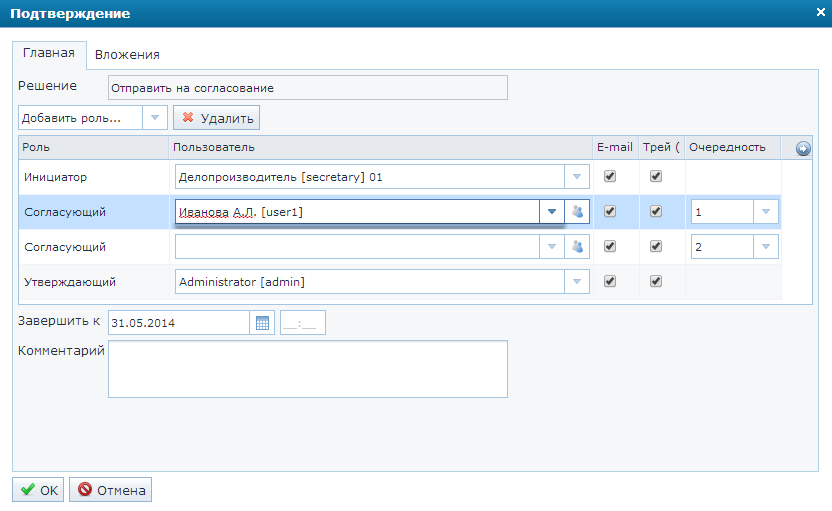 Подтверждение
Главная Вложения
Решение Отправить на согласование
Добавить роль... Удалить
Роль Пользователь E-mail Трей ( Очередность
Инициатор Делопроизводитель [secretary] 01
Согласующий Иванова А.Л. [user1] 1
Согласующий 2
Утверждающий Administrator [admin]
Завершить к 31.05.2014 __:__
Комментарий
OK Отмена